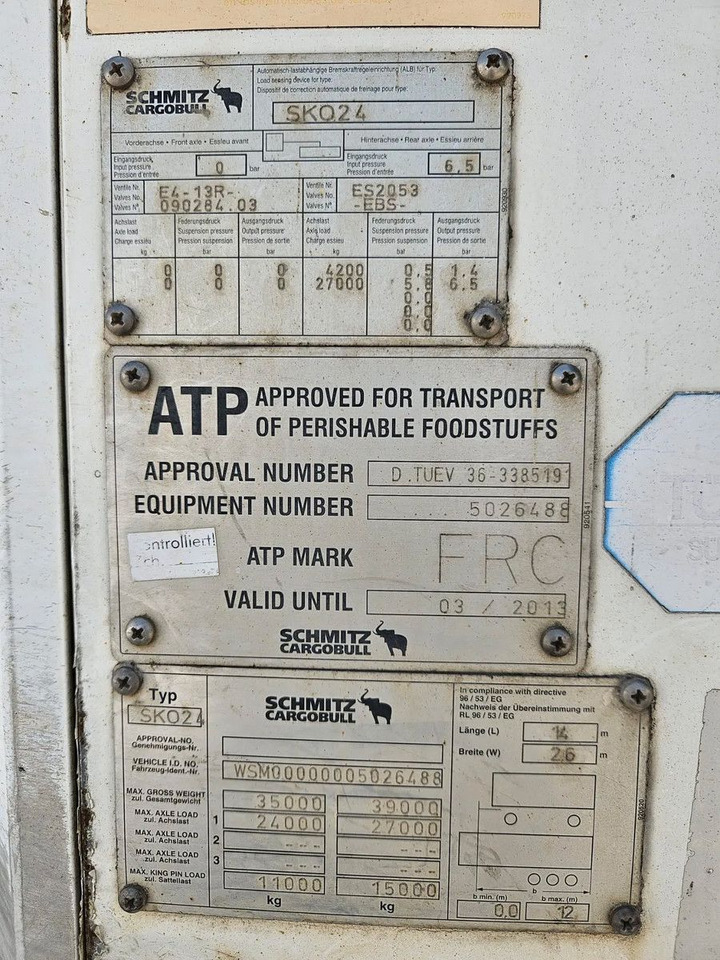 Automatisch-lastabhängige Bremskraftregeleinrichtung (ALB) für Typ:
Load sensing device for type:
Dispositif de correction automatique de freinage pour type:
SCHMITZ
CARGOBULL
SKO24
Vorderachse • Front axle • Essieu avant
Hinterachse • Rear axle • Essieu arrière
Eingangsdruck Input pressure Pression d'entrée 0 bar
Eingangsdruck Input pressure Pression d'entrée 6,5 bar
Ventile Nr. Valves No. Valves N° E4-13R-
090284.03
Ventile Nr. Valves No. Valves N° ES2053
-EBS-
920930
Achslast Federungsdruck Ausgangsdruck Achslast Federungsdruck Ausgangsdruck
Axle load Suspension pressure Output pressure Axle load Suspension pressure Output pressure
Charge essieu Pression suspension Pression de sortie Charge essieu Pression suspension Pression de sortie
kg bar bar kg bar bar
0 0 0 4200 0,5 1,4
0 0 0 27000 5,8 6,5
0,0
0,0
0,0
ATP APPROVED FOR TRANSPORT
OF PERISHABLE FOODSTUFFS
APPROVAL NUMBER D.TUEV 36-3385191
EQUIPMENT NUMBER 5026488
920541
ntrolliert!
ATP MARK FRC
VALID UNTIL 03 / 2013
SCHMITZ
CARGOBULL
Typ
SKO24
SCHMITZ
CARGOBULL
APPROVAL-NO.
Genehmigungs-Nr.
VEHICLE I.D. NO.
Fahrzeug-Ident.-Nr. WSM00000005026488
MAX. GROSS WEIGHT
zul. Gesamtgewicht 35000 39000
MAX. AXLE LOAD
zul. Achslast 1 24000 27000
MAX. AXLE LOAD
zul. Achslast 2 --- ---
MAX. AXLE LOAD
zul. Achslast 3 --- ---
MAX. KING PIN LOAD
zul. Sattellast 11000 15000
kg kg
In compliance with directive
96 / 53 / EG
Nachweis der Übereinstimmung mit
RL 96 / 53 / EG
Länge (L) 14 m
Breite (W) 2,6 m
b
b min. (m) b max. (m)
0,0 12